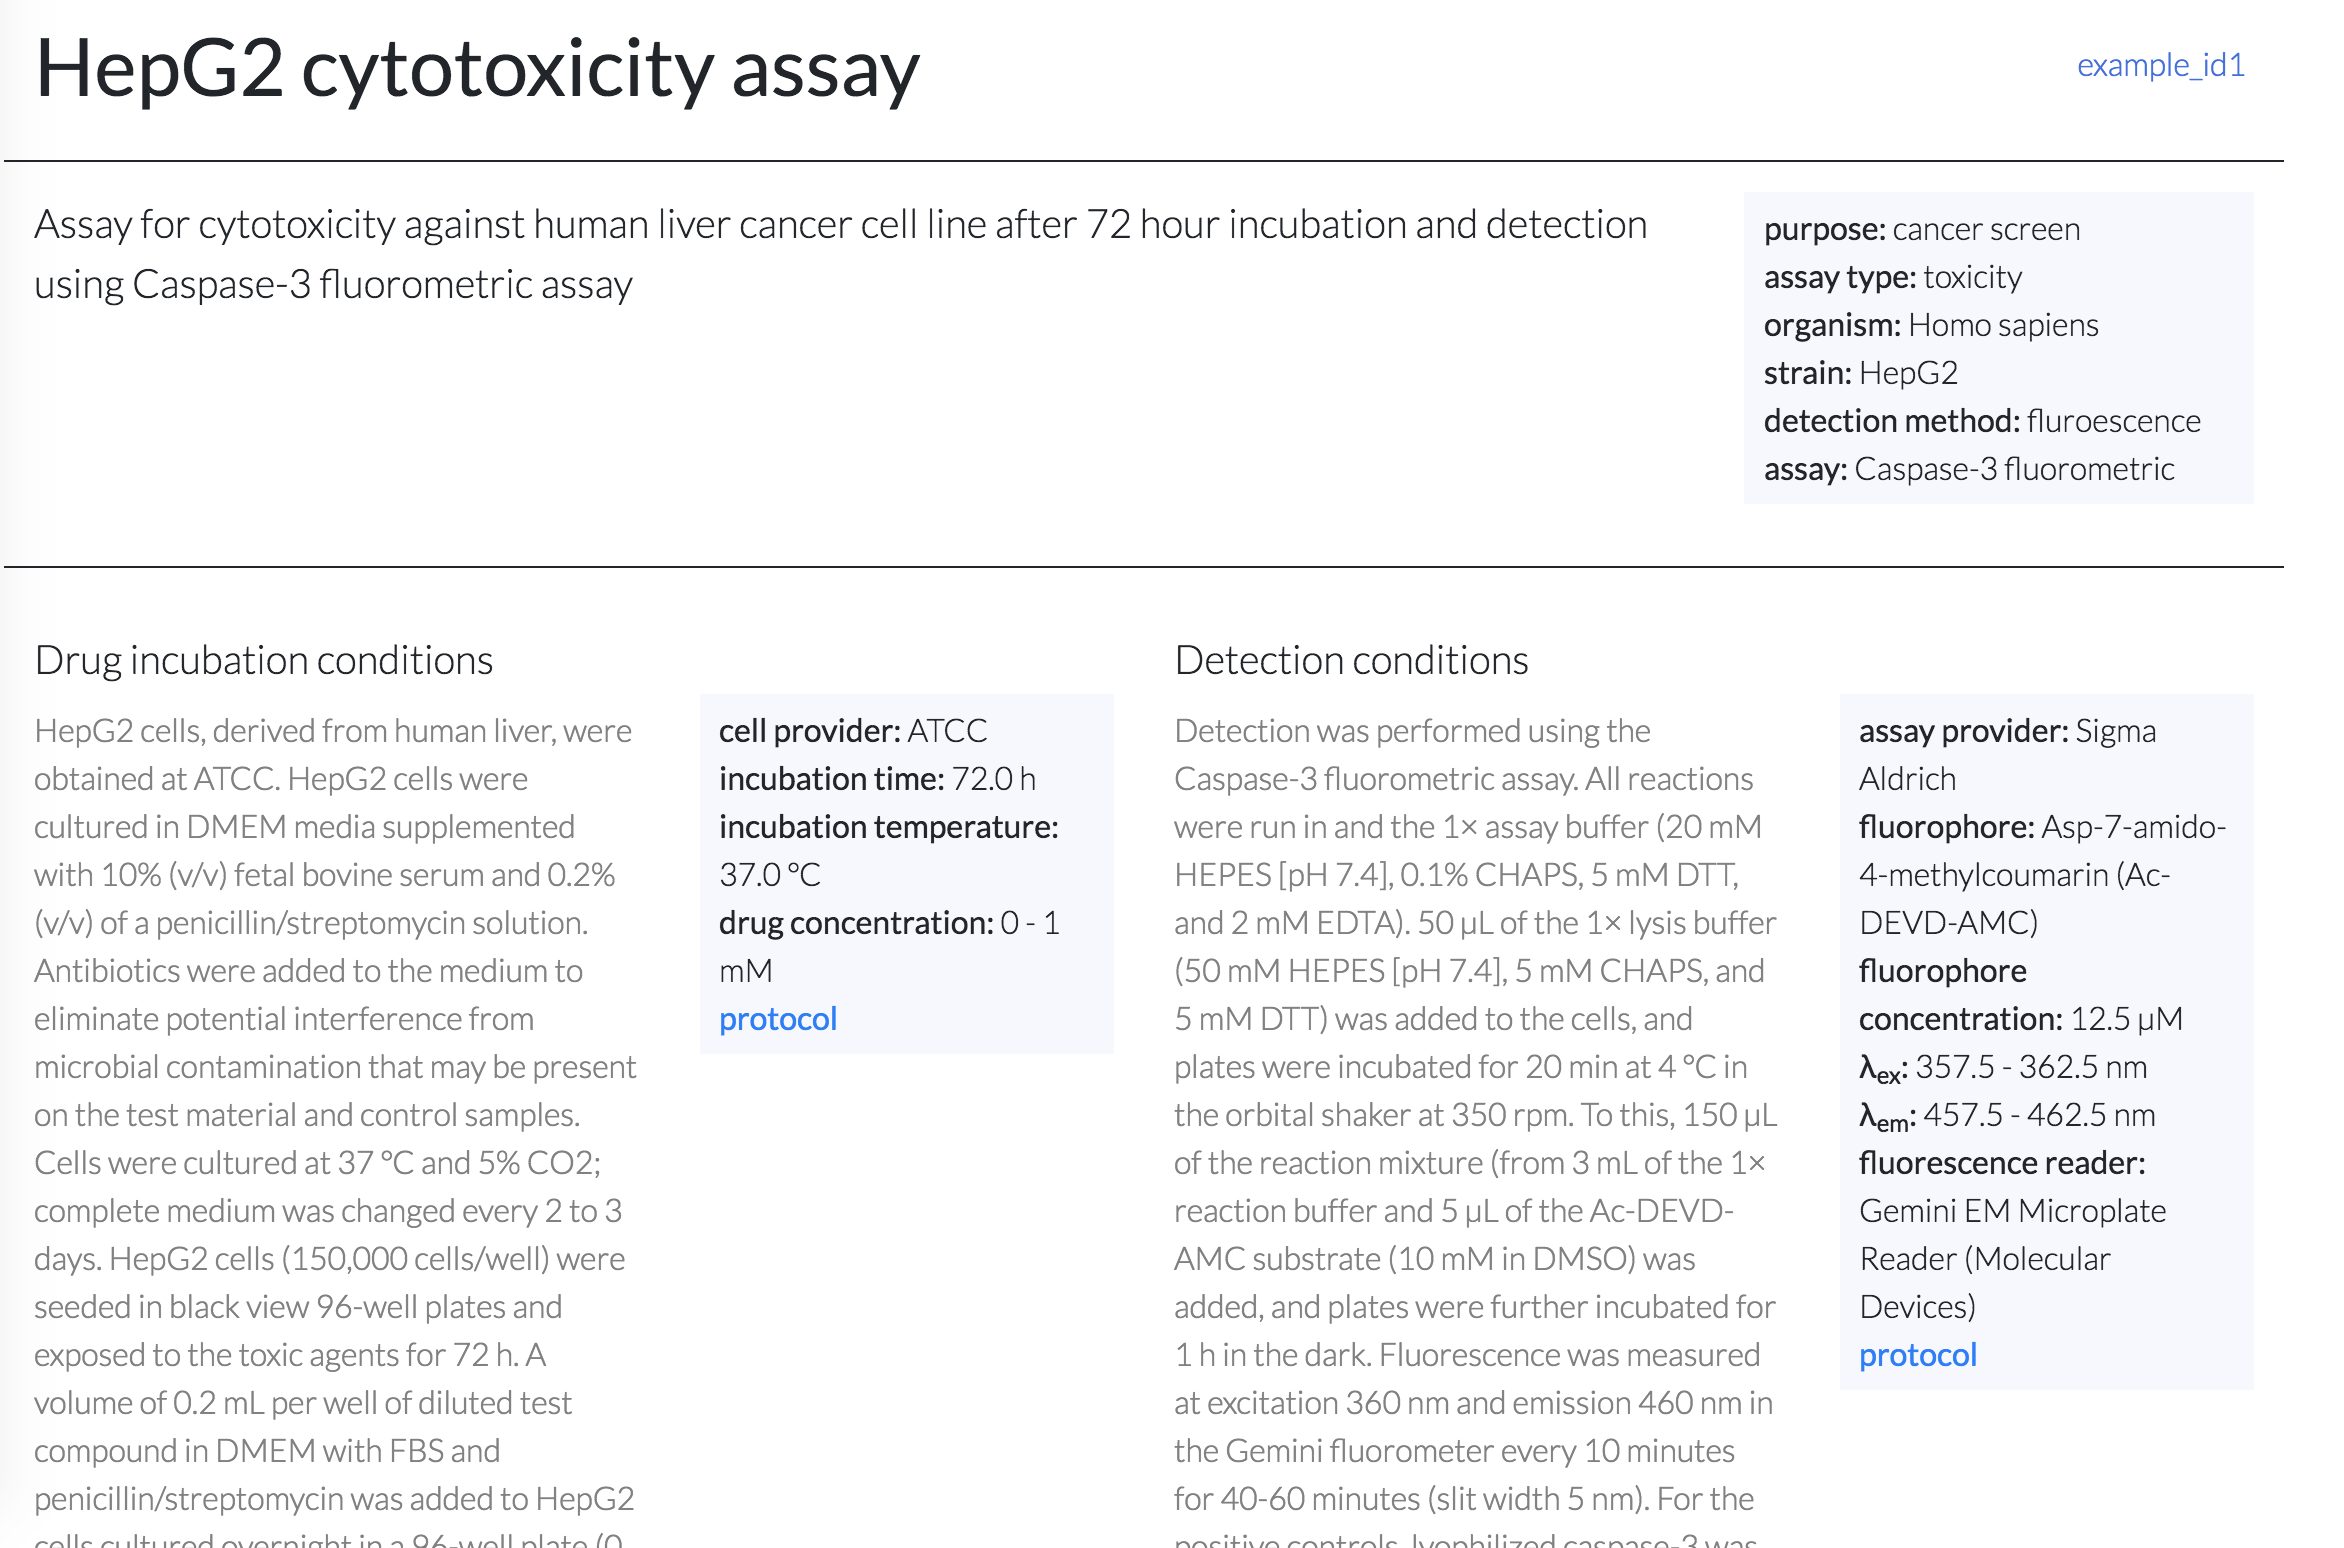 HepG2 cytotoxicity assay
example_id1
Assay for cytotoxicity against human liver cancer cell line after 72 hour incubation and detection
using Caspase-3 fluorometric assay
purpose: cancer screen
assay type: toxicity
organism: Homo sapiens
strain: HepG2
detection method: fluroescence
assay: Caspase-3 fluorometric
Drug incubation conditions
HepG2 cells, derived from human liver, were
obtained at ATCC. HepG2 cells were
cultured in DMEM media supplemented
with 10% (v/v) fetal bovine serum and 0.2%
(v/v) of a penicillin/streptomycin solution.
Antibiotics were added to the medium to
eliminate potential interference from
microbial contamination that may be present
on the test material and control samples.
Cells were cultured at 37 °C and 5% CO2;
complete medium was changed every 2 to 3
days. HepG2 cells (150,000 cells/well) were
seeded in black view 96-well plates and
exposed to the toxic agents for 72 h. A
volume of 0.2 mL per well of diluted test
compound in DMEM with FBS and
penicillin/streptomycin was added to HepG2
cells cultured overnight in a 96-well plate (0.
cell provider: ATCC
incubation time: 72.0 h
incubation temperature:
37.0 °C
drug concentration: 0 - 1
mM
protocol
Detection conditions
Detection was performed using the
Caspase-3 fluorometric assay. All reactions
were run in and the 1× assay buffer (20 mM
HEPES [pH 7.4], 0.1% CHAPS, 5 mM DTT,
and 2 mM EDTA). 50 µL of the 1× lysis buffer
(50 mM HEPES [pH 7.4], 5 mM CHAPS, and
5 mM DTT) was added to the cells, and
plates were incubated for 20 min at 4 °C in
the orbital shaker at 350 rpm. To this, 150 µL
of the reaction mixture (from 3 mL of the 1×
reaction buffer and 5 µL of the Ac-DEVD-
AMC substrate (10 mM in DMSO) was
added, and plates were further incubated for
1 h in the dark. Fluorescence was measured
at excitation 360 nm and emission 460 nm in
the Gemini fluorometer every 10 minutes
for 40-60 minutes (slit width 5 nm). For the
positive controls, lyophilized caspase-3 was
assay provider: Sigma
Aldrich
fluorophore: Asp-7-amido-
4-methylcoumarin (Ac-
DEVD-AMC)
fluorophore
concentration: 12.5 µM
λex: 357.5 - 362.5 nm
λem: 457.5 - 462.5 nm
fluorescence reader:
Gemini EM Microplate
Reader (Molecular
Devices)
protocol